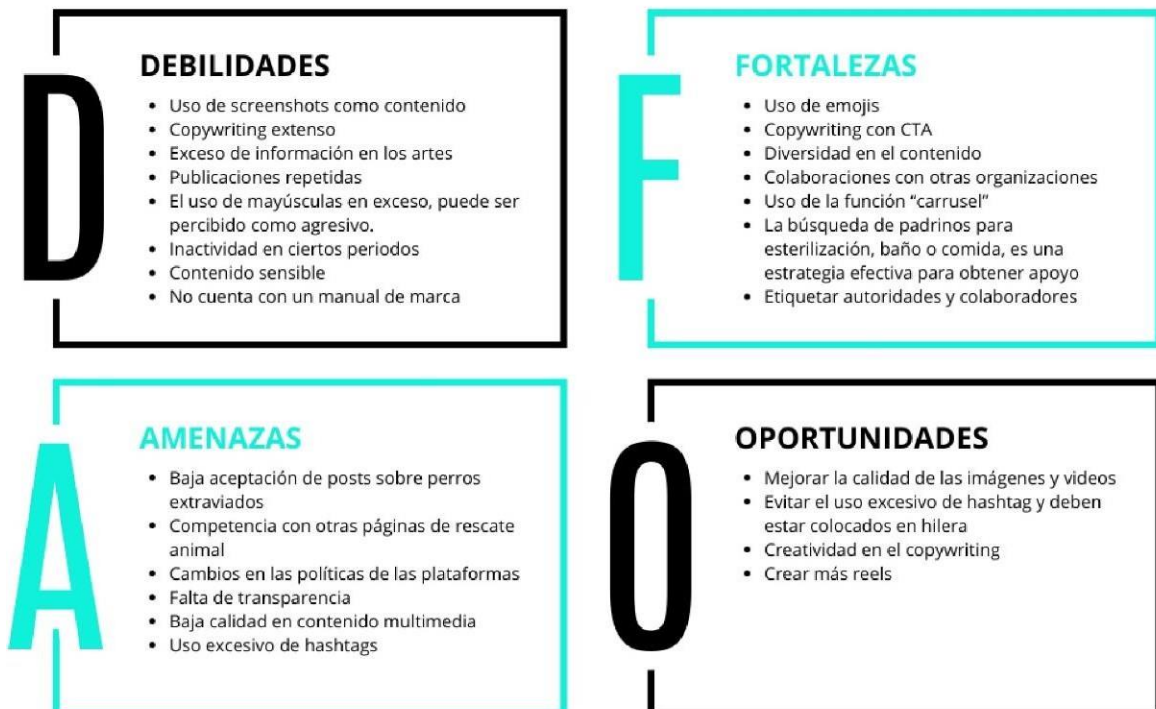 D
DEBILIDADES
• Uso de screenshots como contenido
• Copywriting extenso
• Exceso de información en los artes
• Publicaciones repetidas
• El uso de mayúsculas en exceso, puede ser
percibido como agresivo.
• Inactividad en ciertos periodos
• Contenido sensible
• No cuenta con un manual de marca
F
FORTALEZAS
• Uso de emojis
• Copywriting con CTA
• Diversidad en el contenido
• Colaboraciones con otras organizaciones
• Uso de la función “carrusel”
• La búsqueda de padrinos para
esterilización, baño o comida, es una
estrategia efectiva para obtener apoyo
• Etiquetar autoridades y colaboradores
A
AMENAZAS
• Baja aceptación de posts sobre perros
extraviados
• Competencia con otras páginas de rescate
animal
• Cambios en las políticas de las plataformas
• Falta de transparencia
• Baja calidad en contenido multimedia
• Uso excesivo de hashtags
O
OPORTUNIDADES
• Mejorar la calidad de las imágenes y videos
• Evitar el uso excesivo de hashtag y deben
estar colocados en hilera
• Creatividad en el copywriting
• Crear más reels